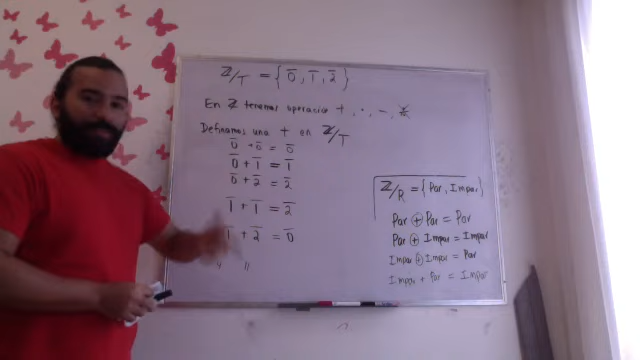 ℤ/T = { 0̄, 1̄, 2̄ }
En ℤ tenemos operación +, ·, −,
Definamos una + en ℤ/T
0̄ + 0̄ = 0̄
0̄ + 1̄ = 1̄
0̄ + 2̄ = 2̄
1̄ + 1̄ = 2̄
1̄ + 2̄ = 0̄
" "
ℤ/R = { Par, Impar }
Par ⊕ Par = Par
Par ⊕ Impar = Impar
Impar ⊕ Impar = Par
Impar + Par = Impar